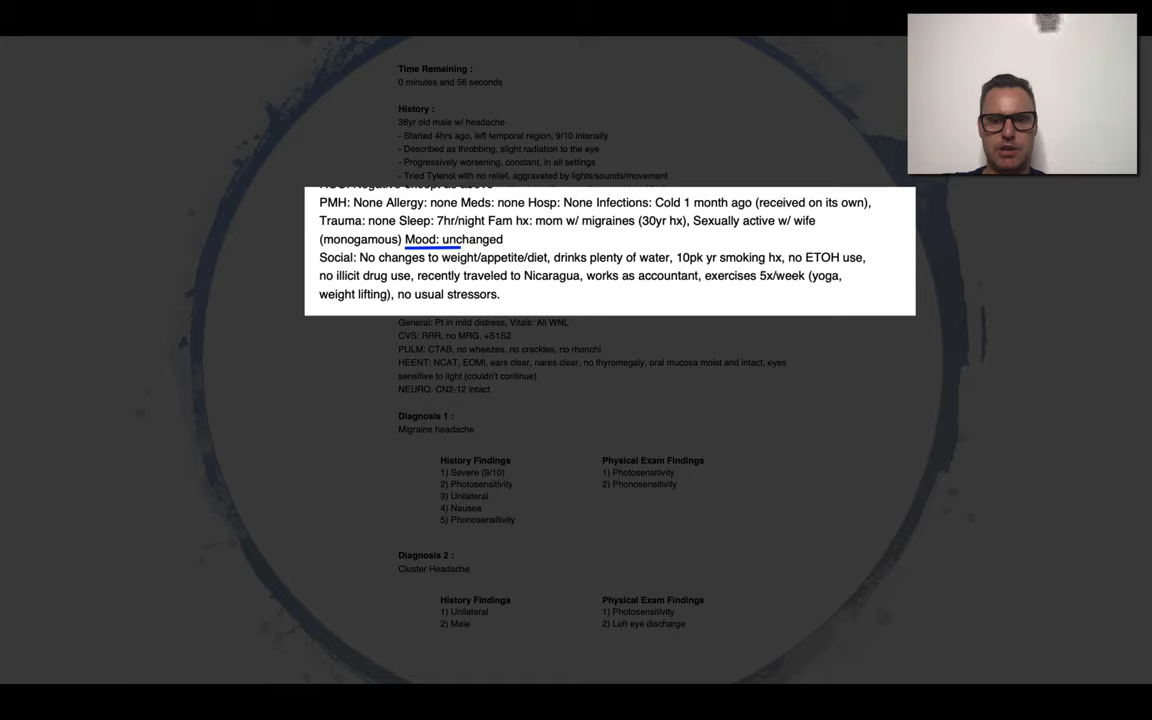 Time Remaining :
0 minutes and 56 seconds
History :
38yr old male w/ headache
- Started 4hrs ago, left temporal region, 9/10 intensity
- Described as throbbing, slight radiation to the eye
- Progressively worsening, constant, in all settings
- Tried Tylenol with no relief, aggravated by lights/sounds/movement
ROS: Negative except as above
PMH: None Allergy: none Meds: none Hosp: None Infections: Cold 1 month ago (received on its own),
Trauma: none Sleep: 7hr/night Fam hx: mom w/ migraines (30yr hx), Sexually active w/ wife
(monogamous) Mood: unchanged
Social: No changes to weight/appetite/diet, drinks plenty of water, 10pk yr smoking hx, no ETOH use,
no illicit drug use, recently traveled to Nicaragua, works as accountant, exercises 5x/week (yoga,
weight lifting), no usual stressors.
General: Pt in mild distress, Vitals: All WNL
CVS: RRR, no MRG, +S1S2
PULM: CTAB, no wheezes, no crackles, no rhonchi
HEENT: NCAT, EOMI, ears clear, nares clear, no thyromegaly, oral mucosa moist and intact, eyes
sensitive to light (couldn't continue)
NEURO: CN2-12 intact
Diagnosis 1 :
Migraine headache
History Findings
1) Severe (9/10)
2) Photosensitivity
3) Unilateral
4) Nausea
5) Phonosensitivity
Physical Exam Findings
1) Photosensitivity
2) Phonosensitivity
Diagnosis 2 :
Cluster Headache
History Findings
1) Unilateral
2) Male
Physical Exam Findings
1) Photosensitivity
2) Left eye discharge